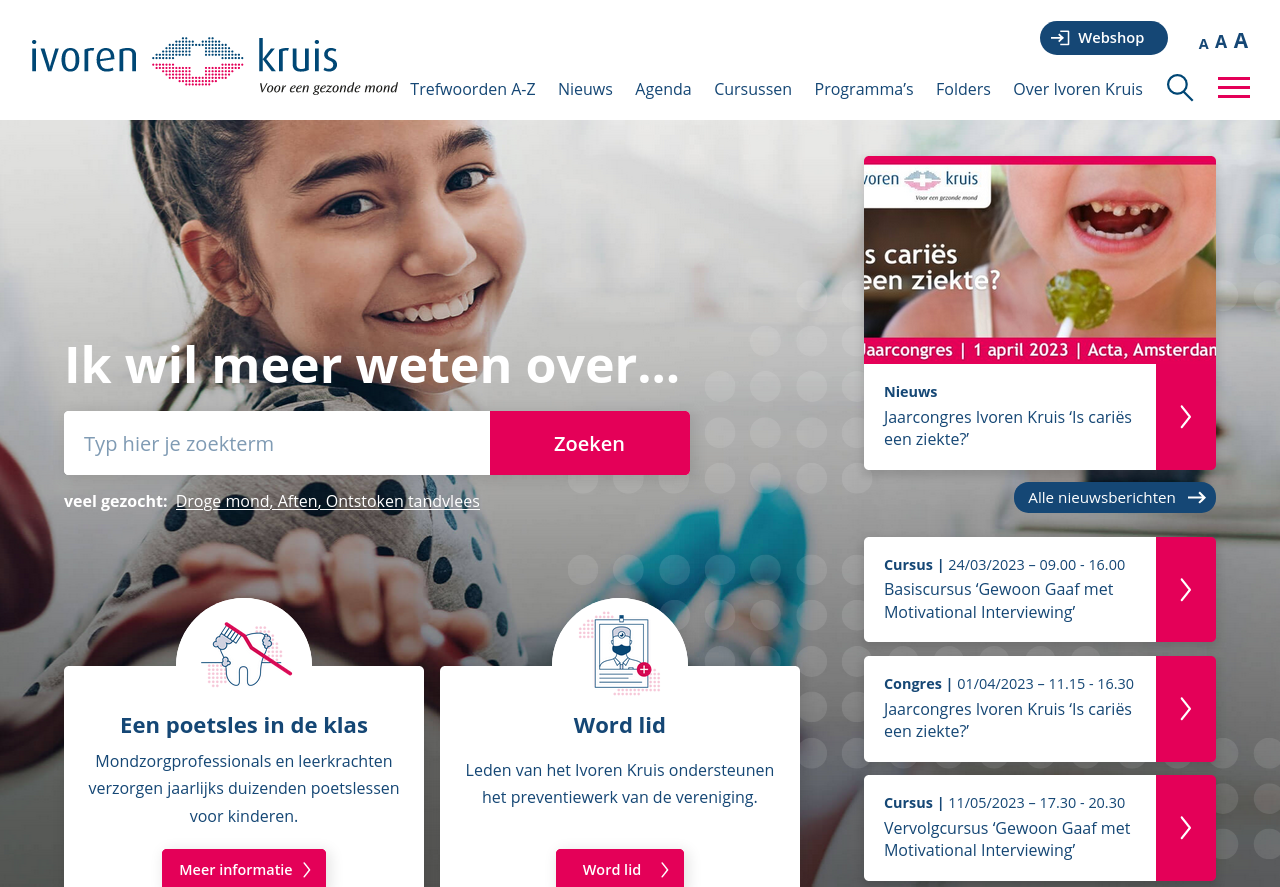 Webshop
A A A
ivoren kruis
Voor een gezonde mond
Trefwoorden A-Z Nieuws Agenda Cursussen Programma’s Folders Over Ivoren Kruis
Ik wil meer weten over...
Typ hier je zoekterm
Zoeken
veel gezocht: Droge mond, Aften, Ontstoken tandvlees
Een poetsles in de klas
Mondzorgprofessionals en leerkrachten
verzorgen jaarlijks duizenden poetslessen
voor kinderen.
Meer informatie
Word lid
Leden van het Ivoren Kruis ondersteunen
het preventiewerk van de vereniging.
Word lid
voren kruis
Voor een gezonde mond
s cariës
een ziekte?
Jaarcongres | 1 april 2023 | Acta, Amsterdam
Nieuws
Jaarcongres Ivoren Kruis ‘Is cariës
een ziekte?’
Alle nieuwsberichten
Cursus | 24/03/2023 – 09.00 - 16.00
Basiscursus ‘Gewoon Gaaf met
Motivational Interviewing’
Congres | 01/04/2023 – 11.15 - 16.30
Jaarcongres Ivoren Kruis ‘Is cariës
een ziekte?’
Cursus | 11/05/2023 – 17.30 - 20.30
Vervolgcursus ‘Gewoon Gaaf met
Motivational Interviewing’